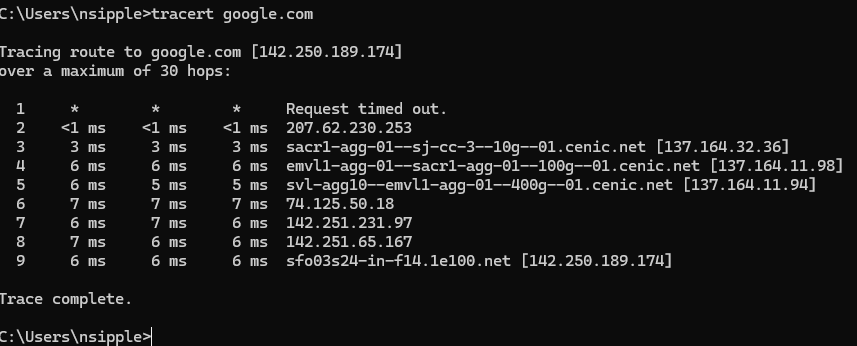 C:\Users\nsipple>tracert google.com
Tracing route to google.com [142.250.189.174]
over a maximum of 30 hops:
1 * * * Request timed out.
2 <1 ms <1 ms <1 ms 207.62.230.253
3 3 ms 3 ms 3 ms sacr1-agg-01--sj-cc-3--10g--01.cenic.net [137.164.32.36]
4 6 ms 6 ms 6 ms emvl1-agg-01--sacr1-agg-01--100g--01.cenic.net [137.164.11.98]
5 6 ms 5 ms 5 ms svl-agg10--emvl1-agg-01--400g--01.cenic.net [137.164.11.94]
6 7 ms 7 ms 7 ms 74.125.50.18
7 6 ms 7 ms 6 ms 142.251.231.97
8 7 ms 6 ms 6 ms 142.251.65.167
9 6 ms 6 ms 6 ms sfo03s24-in-f14.1e100.net [142.250.189.174]
Trace complete.
C:\Users\nsipple>